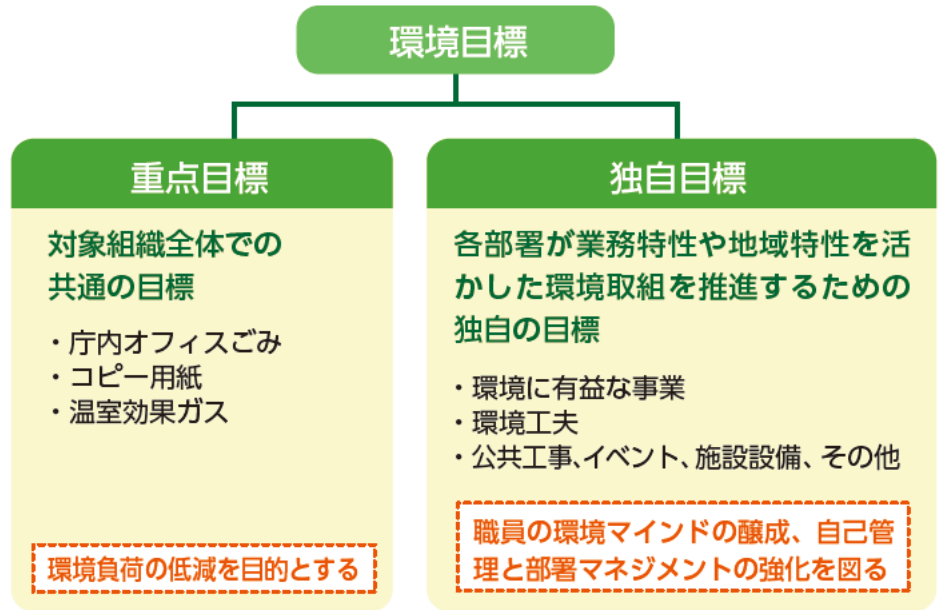 環境目標
重点目標
対象組織全体での
共通の目標
・庁内オフィスごみ
・コピー用紙
・温室効果ガス
環境負荷の低減を目的とする
独自目標
各部署が業務特性や地域特性を活
かした環境取組を推進するための
独自の目標
・環境に有益な事業
・環境工夫
・公共工事、イベント、施設設備、その他
職員の環境マインドの醸成、自己管
理と部署マネジメントの強化を図る